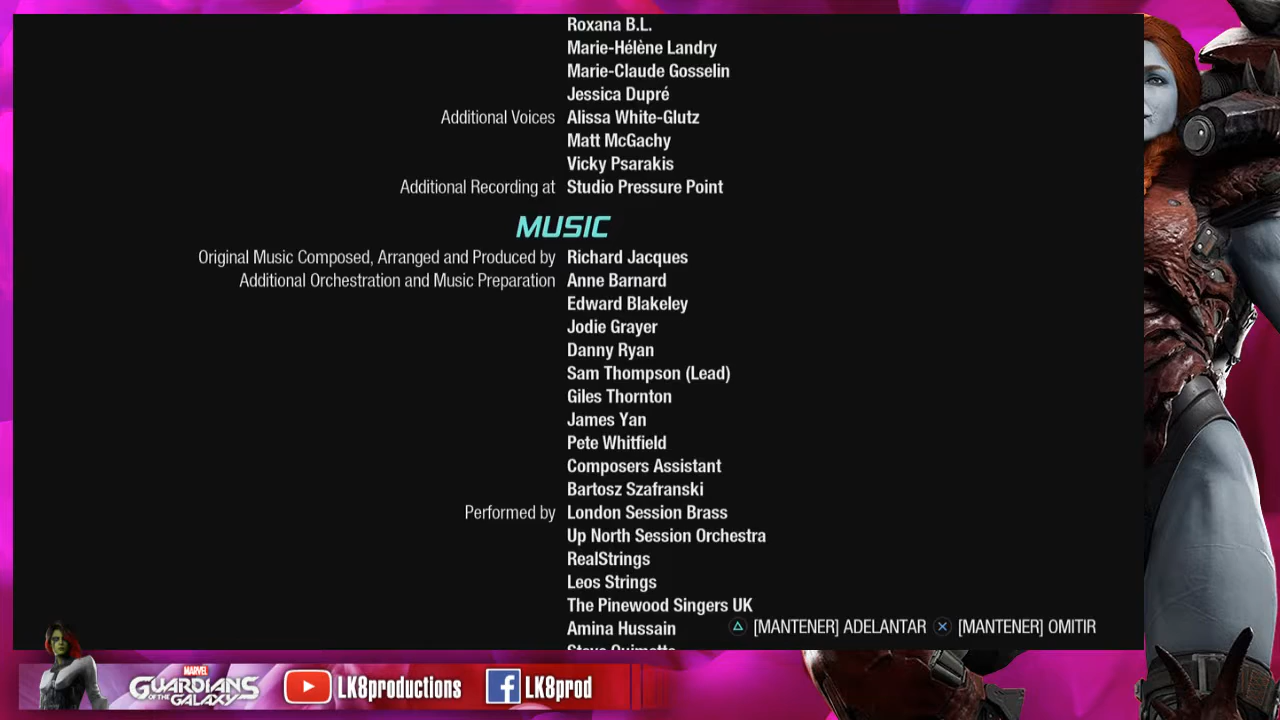 Roxana B.L.
Marie-Hélène Landry
Marie-Claude Gosselin
Jessica Dupré
Additional Voices Alissa White-Glutz
Matt McGachy
Vicky Psarakis
Additional Recording at Studio Pressure Point
MUSIC
Original Music Composed, Arranged and Produced by Richard Jacques
Additional Orchestration and Music Preparation Anne Barnard
Edward Blakeley
Jodie Grayer
Danny Ryan
Sam Thompson (Lead)
Giles Thornton
James Yan
Pete Whitfield
Composers Assistant
Bartosz Szafranski
Performed by London Session Brass
Up North Session Orchestra
RealStrings
Leos Strings
The Pinewood Singers UK
Amina Hussain
[MANTENER] ADELANTAR [MANTENER] OMITIR
MARVEL
GUARDIANS
OF THE
GALAXY
LK8productions
LK8prod